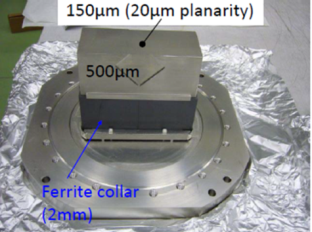 150µm (20µm planarity)
500µm
Ferrite collar
(2mm)